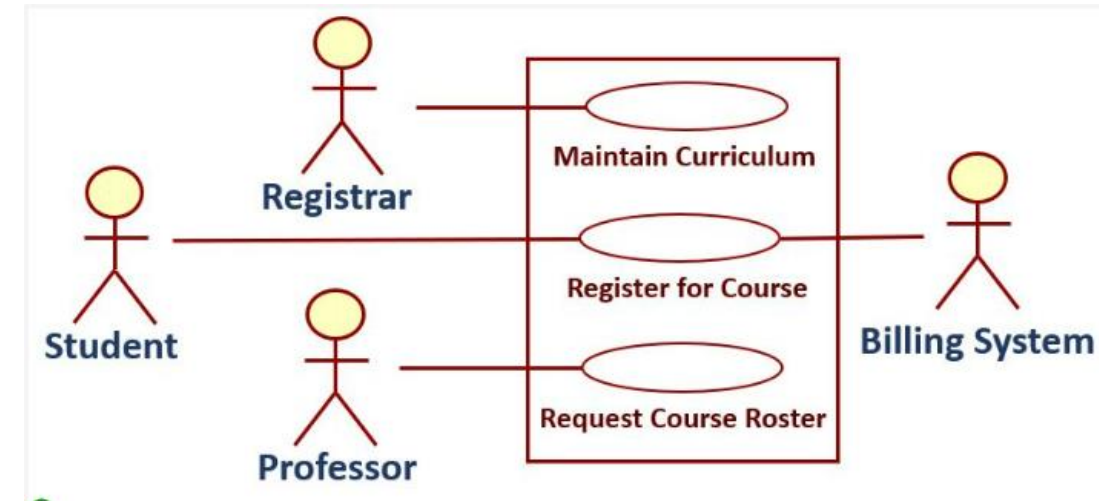 Maintain Curriculum
Registrar
Register for Course
Student
Billing System
Request Course Roster
Professor